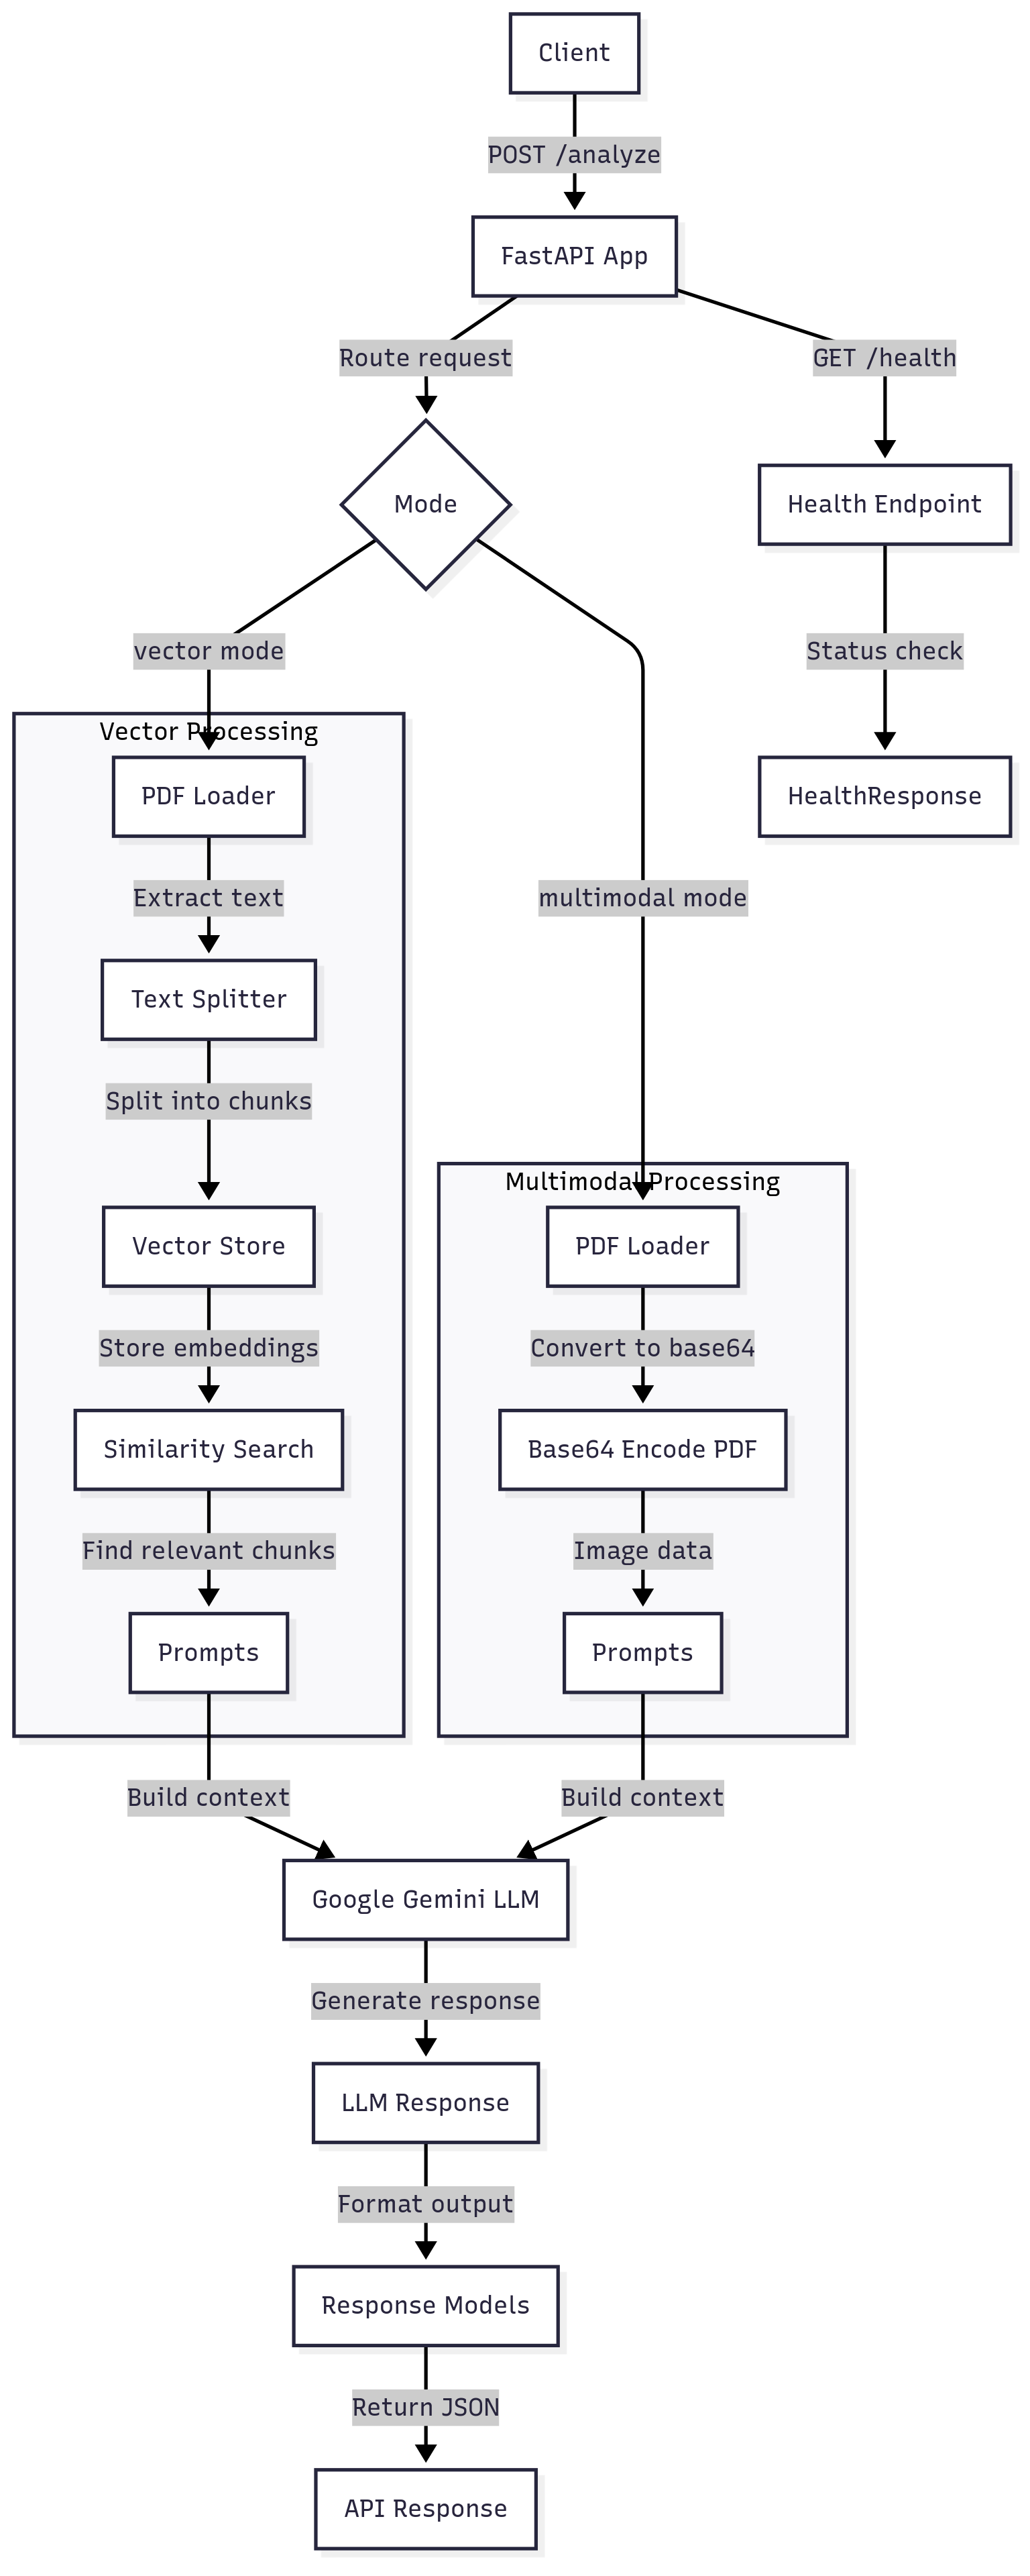 Client
POST /analyze
FastAPI App
Route request
GET /health
Mode
Health Endpoint
vector mode
Status check
Vector Processing
PDF Loader
HealthResponse
Extract text
multimodal mode
Text Splitter
Split into chunks
Multimodal Processing
Vector Store
PDF Loader
Store embeddings
Convert to base64
Similarity Search
Base64 Encode PDF
Find relevant chunks
Image data
Prompts
Prompts
Build context
Build context
Google Gemini LLM
Generate response
LLM Response
Format output
Response Models
Return JSON
API Response